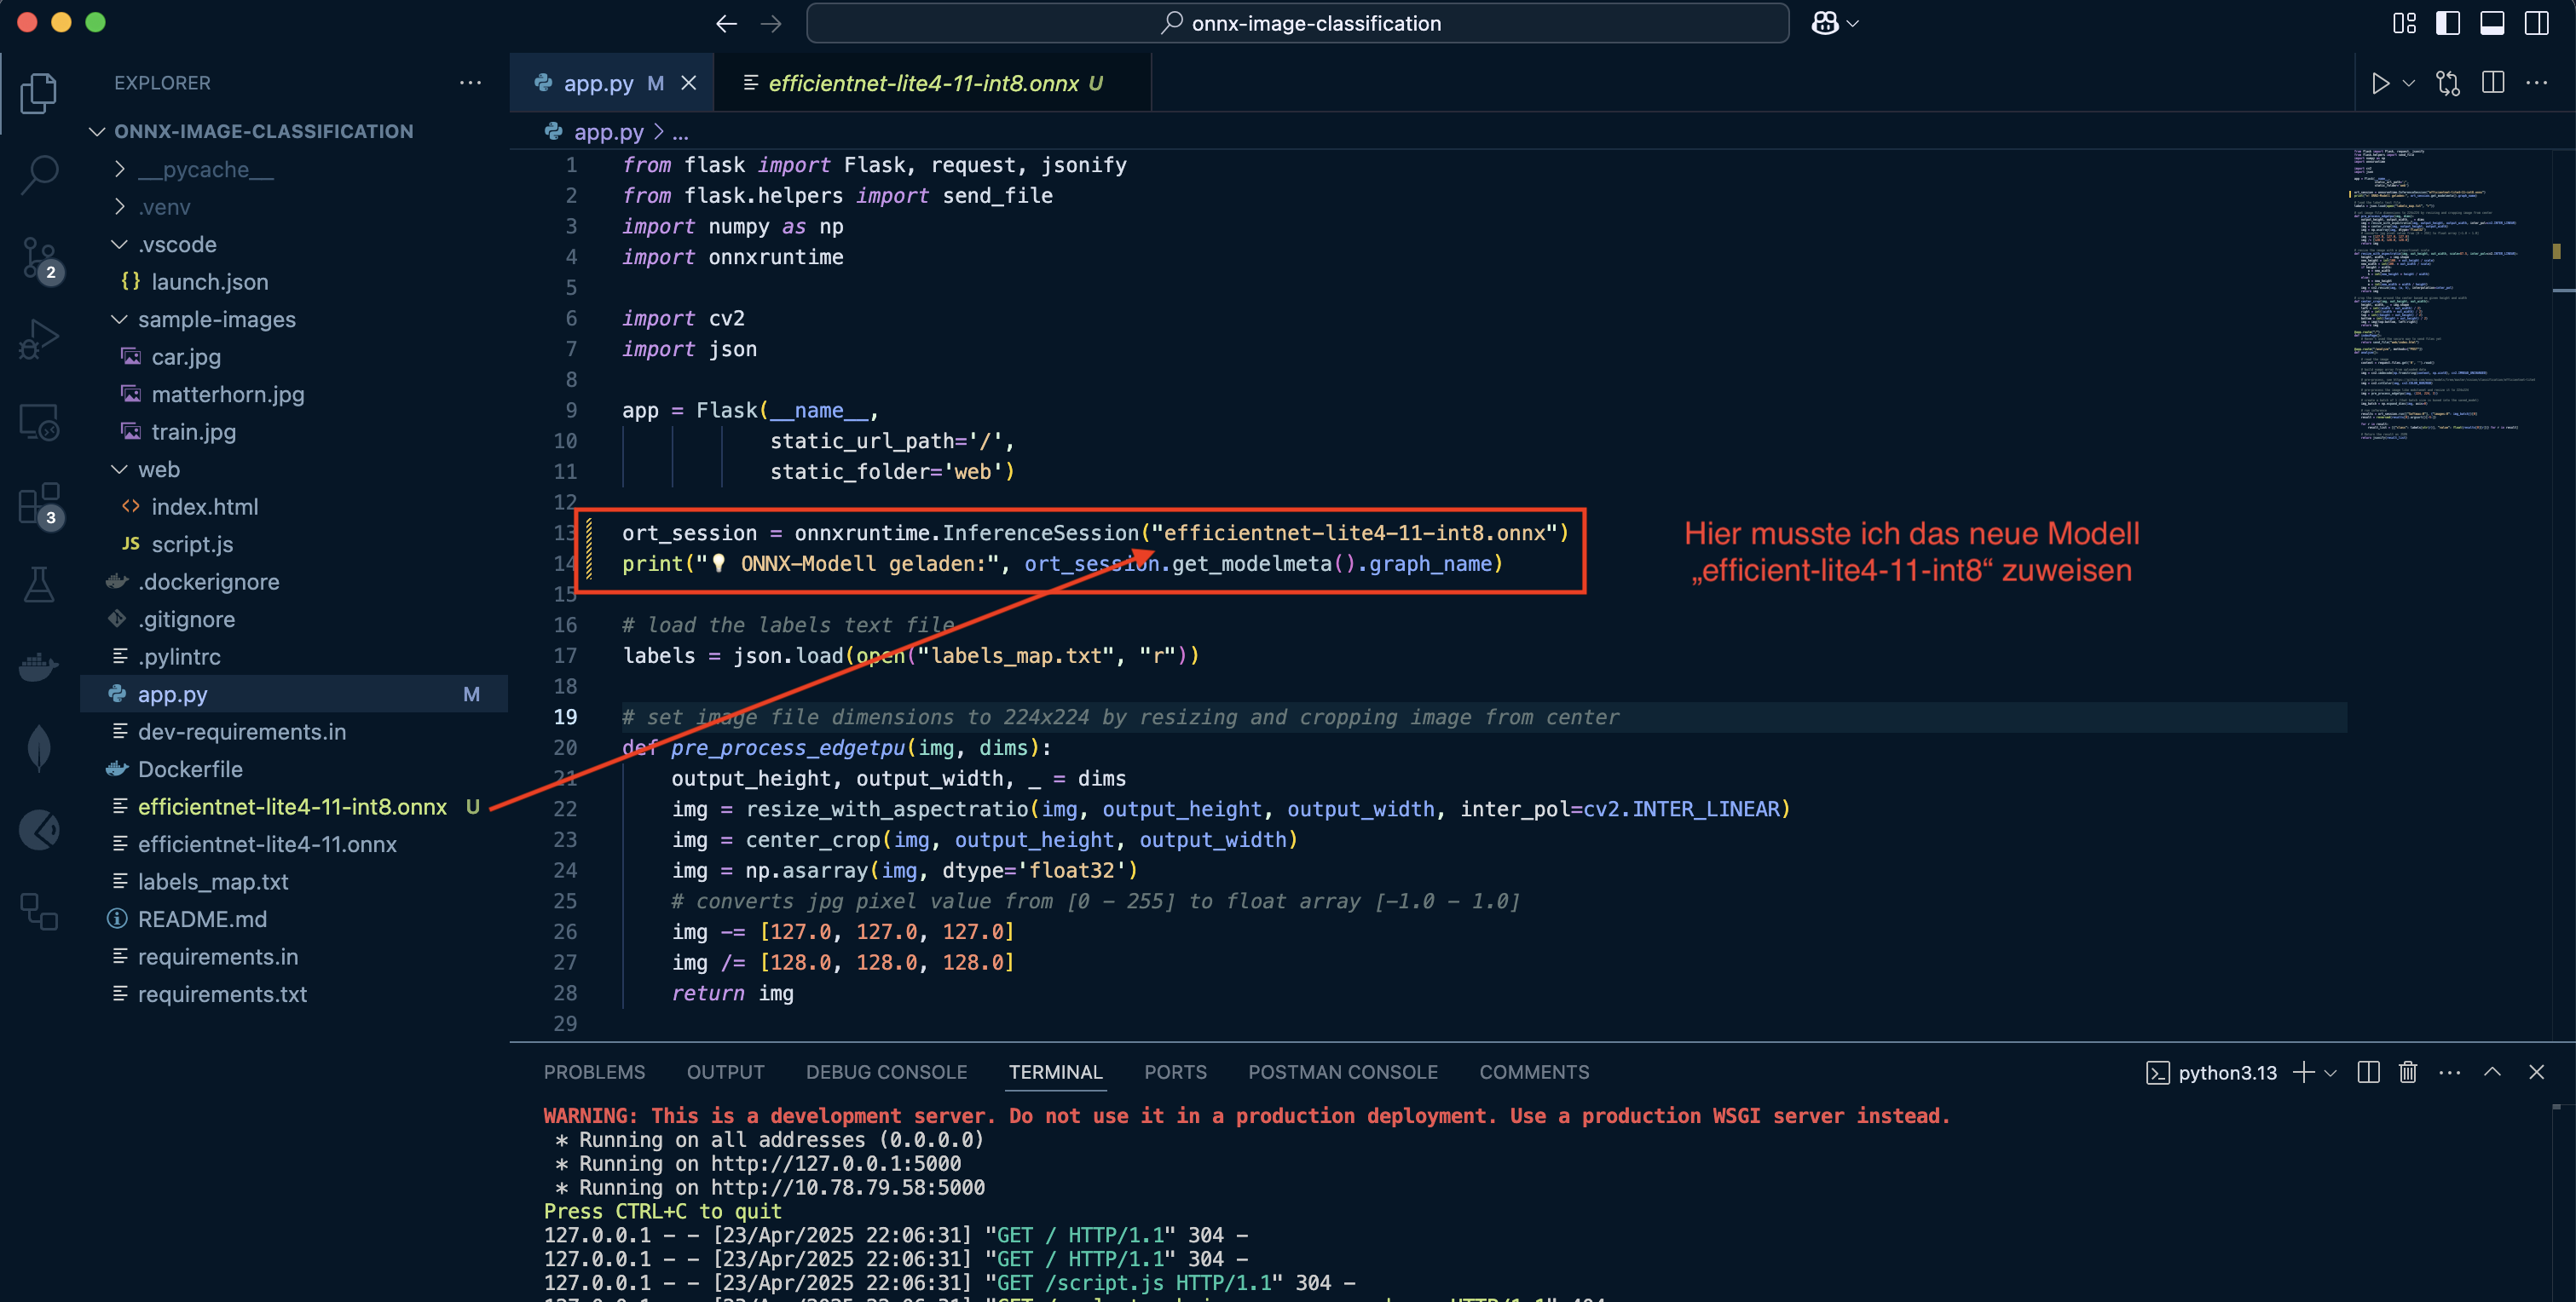 onnx-image-classification
EXPLORER
ONNX-IMAGE-CLASSIFICATION
__pycache__
.venv
.vscode
{} launch.json
sample-images
car.jpg
matterhorn.jpg
train.jpg
web
<> index.html
JS script.js
.dockerignore
.gitignore
.pylintrc
app.py M
dev-requirements.in
Dockerfile
efficientnet-lite4-11-int8.onnx U
efficientnet-lite4-11.onnx
labels_map.txt
README.md
requirements.in
requirements.txt
2
3
app.py M
efficientnet-lite4-11-int8.onnx U
app.py > ...
1 from flask import Flask, request, jsonify
2 from flask.helpers import send_file
3 import numpy as np
4 import onnxruntime
5
6 import cv2
7 import json
8
9 app = Flask(__name__,
10 static_url_path='/',
11 static_folder='web')
12
13 ort_session = onnxruntime.InferenceSession("efficientnet-lite4-11-int8.onnx")
14 print("💡 ONNX-Modell geladen:", ort_session.get_modelmeta().graph_name)
15
16 # load the labels text file
17 labels = json.load(open("labels_map.txt", "r"))
18
19 # set image file dimensions to 224x224 by resizing and cropping image from center
20 def pre_process_edgetpu(img, dims):
21 output_height, output_width, _ = dims
22 img = resize_with_aspectratio(img, output_height, output_width, inter_pol=cv2.INTER_LINEAR)
23 img = center_crop(img, output_height, output_width)
24 img = np.asarray(img, dtype='float32')
25 # converts jpg pixel value from [0 - 255] to float array [-1.0 - 1.0]
26 img -= [127.0, 127.0, 127.0]
27 img /= [128.0, 128.0, 128.0]
28 return img
29
Hier musste ich das neue Modell
„efficient-lite4-11-int8“ zuweisen
PROBLEMS OUTPUT DEBUG CONSOLE TERMINAL PORTS POSTMAN CONSOLE COMMENTS
python3.13
WARNING: This is a development server. Do not use it in a production deployment. Use a production WSGI server instead.
* Running on all addresses (0.0.0.0)
* Running on http://127.0.0.1:5000
* Running on http://10.78.79.58:5000
Press CTRL+C to quit
127.0.0.1 - - [23/Apr/2025 22:06:31] "GET / HTTP/1.1" 304 -
127.0.0.1 - - [23/Apr/2025 22:06:31] "GET / HTTP/1.1" 304 -
127.0.0.1 - - [23/Apr/2025 22:06:31] "GET /script.js HTTP/1.1" 304 -